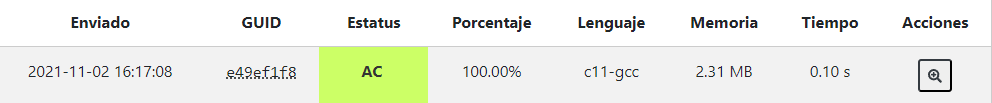 Enviado GUID Estatus Porcentaje Lenguaje Memoria Tiempo Acciones
2021-11-02 16:17:08 e49ef1f8 AC 100.00% c11-gcc 2.31 MB 0.10 s